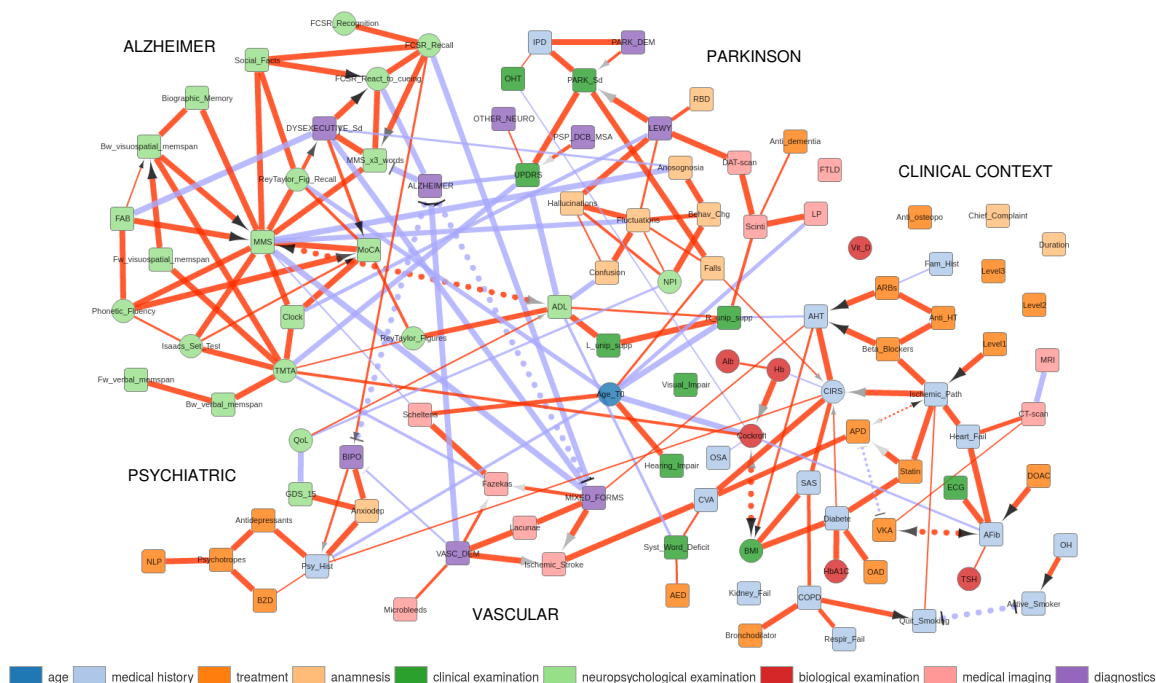 FCSR_Recognition
ALZHEIMER
FCSR_Recall
IPD
PARK_DEM
PARKINSON
Social_Facts
FCSR_React_to_cueing
OHT
PARK_Sd
Biographic_Memory
RBD
OTHER_NEURO
DYSEXECUTIVE_Sd
LEWY
PSP_DCB_MSA
Anti_dementia
Bw_visuospatial_memspan
MMS_x3_words
DAT-scan
FTLD
Anosognosia
CLINICAL CONTEXT
ReyTaylor_Fig_Recall
ALZHEIMER
UPDRS
Hallucinations
Behav_Chg
LP
Anti_osteopo
Chief_Complaint
FAB
Fluctuations
Scinti
MMS
MoCA
Vit_D
Duration
Fw_visuospatial_memspan
Confusion
Falls
Fam_Hist
Level3
NPI
ARBs
Phonetic_Fluency
Clock
ADL
R_unip_supp
AHT
Anti_HT
Level2
Isaacs_Set_Test
ReyTaylor_Figures
L_unip_supp
Beta_Blockers
Level1
Alb
Hb
MRI
Fw_verbal_memspan
TMTA
Visual_Impair
Age_T0
CIRS
Ischemic_Path
Bw_verbal_memspan
Scheltens
CT-scan
QoL
Cockroft
APD
Heart_Fail
BIPO
OSA
PSYCHIATRIC
Hearing_Impair
Statin
DOAC
GDS_15
Fazekas
SAS
ECG
MIXED_FORMS
CVA
Anxiodep
Antidepressants
Lacunae
Diabete
VKA
AFib
NLP
Psychotropes
Psy_Hist
VASC_DEM
Ischemic_Stroke
Syst_Word_Deficit
BMI
OH
HbA1C
OAD
TSH
BZD
Microbleeds
VASCULAR
AED
Kidney_Fail
COPD
Active_Smoker
Quit_Smoking
Bronchodilator
Respir_Fail
age medical history treatment anamnesis clinical examination neuropsychological examination biological examination medical imaging diagnostics